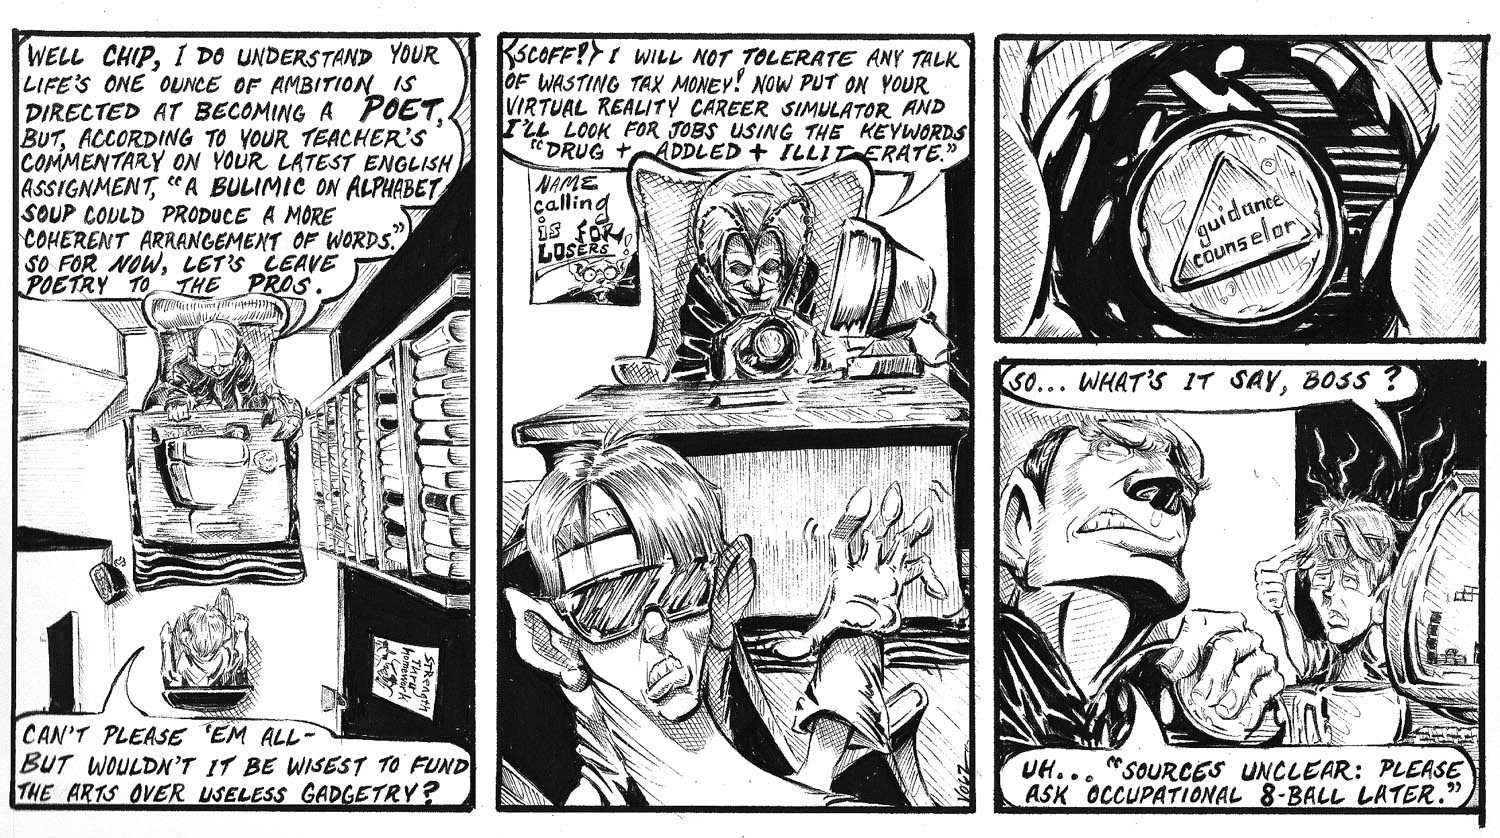 WELL CHIP, I DO UNDERSTAND YOUR
LIFE'S ONE OUNCE OF AMBITION IS
DIRECTED AT BECOMING A POET,
BUT, ACCORDING TO YOUR TEACHER'S
COMMENTARY ON YOUR LATEST ENGLISH
ASSIGNMENT, "A BULIMIC ON ALPHABET
SOUP COULD PRODUCE A MORE
COHERENT ARRANGEMENT OF WORDS."
SO FOR NOW, LET'S LEAVE
POETRY TO THE PROS.
STRENGTH
THRU
homework
CAN'T PLEASE 'EM ALL-
BUT WOULDN'T IT BE WISEST TO FUND
THE ARTS OVER USELESS GADGETRY?
{SCOFF!} I WILL NOT TOLERATE ANY TALK
OF WASTING TAX MONEY! NOW PUT ON YOUR
VIRTUAL REALITY CAREER SIMULATOR AND
I'LL LOOK FOR JOBS USING THE KEYWORDS
"DRUG + ADDLED + ILLITERATE."
NAME
calling
is FOR
LOSERS!
guidance
counselor
SO... WHAT'S IT SAY, BOSS?
UH... "SOURCES UNCLEAR: PLEASE
ASK OCCUPATIONAL 8-BALL LATER."